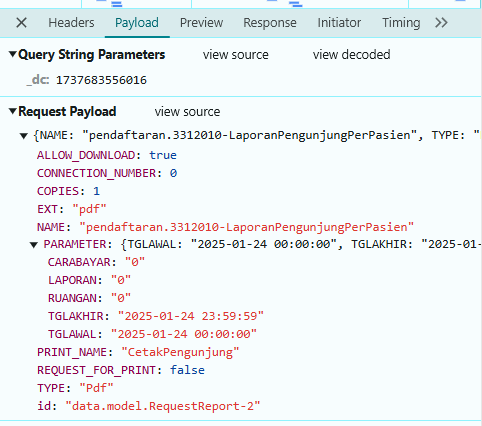 Headers Payload Preview Response Initiator Timing
Query String Parameters view source view decoded
_dc: 1737683556016
Request Payload view source
{NAME: "pendaftaran.3312010-LaporanPengunjungPerPasien", TYPE: "
ALLOW_DOWNLOAD: true
CONNECTION_NUMBER: 0
COPIES: 1
EXT: "pdf"
NAME: "pendaftaran.3312010-LaporanPengunjungPerPasien"
PARAMETER: {TGLAWAL: "2025-01-24 00:00:00", TGLAKHIR: "2025-01-
CARABAYAR: "0"
LAPORAN: "0"
RUANGAN: "0"
TGLAKHIR: "2025-01-24 23:59:59"
TGLAWAL: "2025-01-24 00:00:00"
PRINT_NAME: "CetakPengunjung"
REQUEST_FOR_PRINT: false
TYPE: "Pdf"
id: "data.model.RequestReport-2"